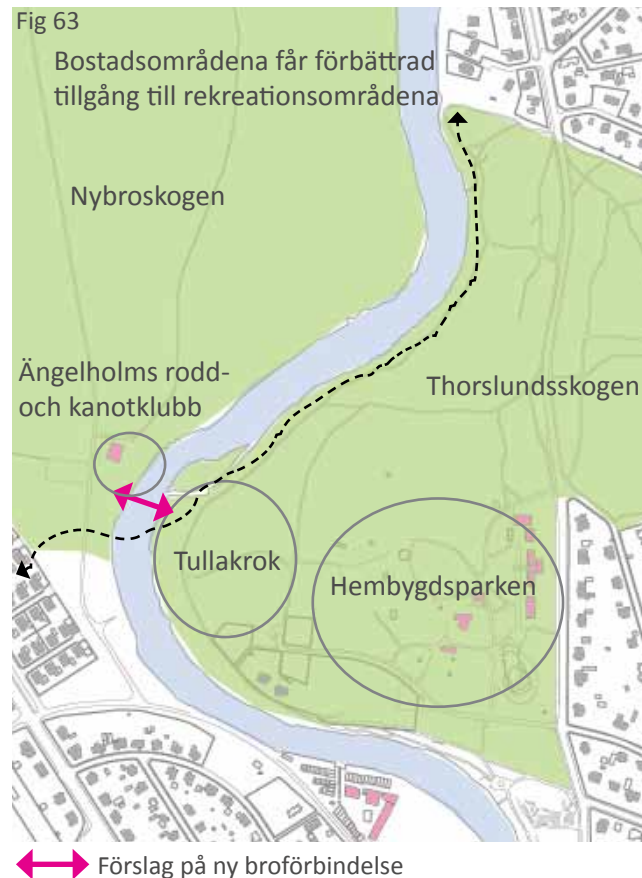 Fig 63
Bostadsområdena får förbättrad
tillgång till rekreationsområdena
Nybroskogen
Ängelholms rodd-
och kanotklubb
Thorslundsskogen
Tullakrok
Hembygdsparken
Förslag på ny broförbindelse